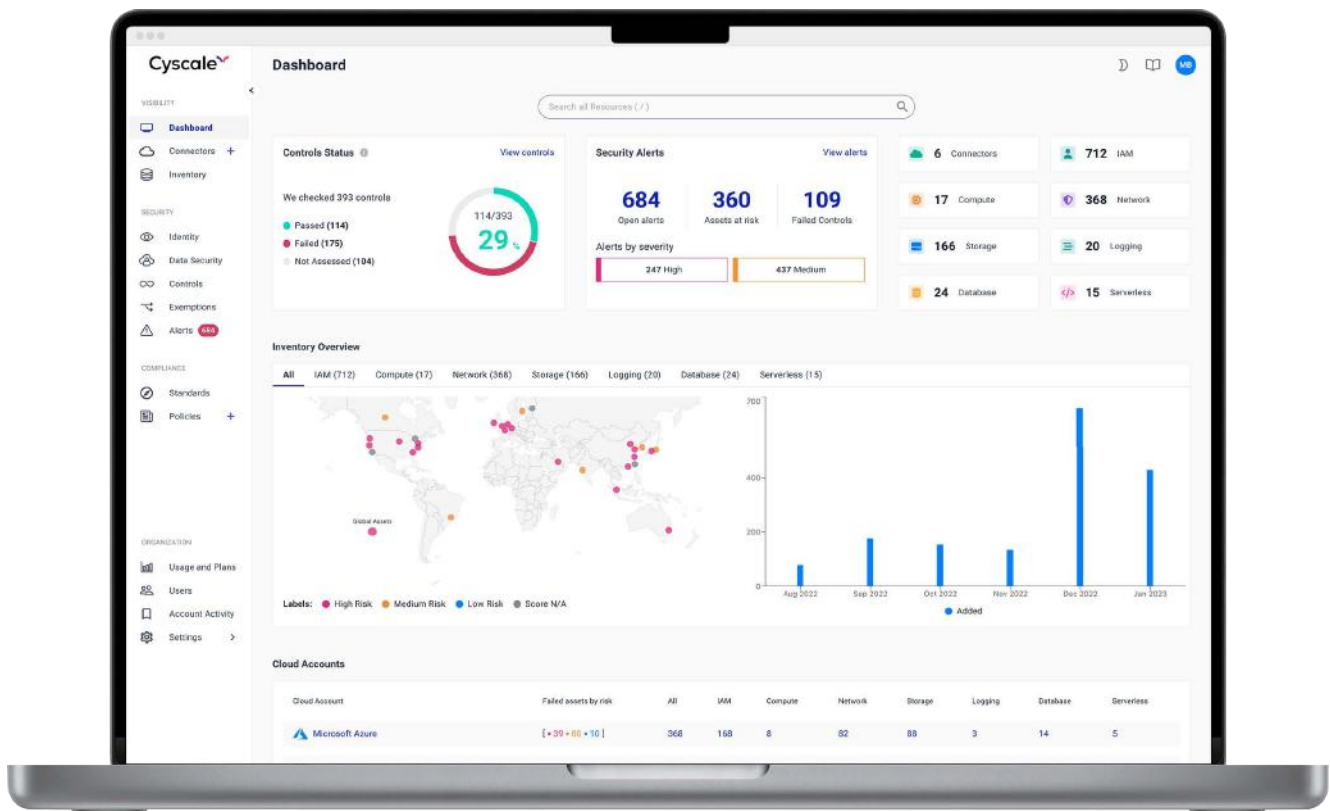 Cyscale
Dashboard
MB
VISIBILITY
Dashboard
Connectors +
Inventory
SECURITY
Identity
Data Security
Controls
Exemptions
Alerts 684
COMPLIANCE
Standards
Policies +
ORGANIZATION
Usage and Plans
Users
Account Activity
Settings
Search all Resources ( / )
Controls Status
View controls
We checked 393 controls
Passed (114)
Failed (175)
Not Assessed (104)
114/393
29 %
Security Alerts
View alerts
684
Open alerts
360
Assets at risk
109
Failed Controls
Alerts by severity
247 High
437 Medium
6 Connectors
712 IAM
17 Compute
368 Network
166 Storage
20 Logging
24 Database
15 Serverless
Inventory Overview
All IAM (712) Compute (17) Network (368) Storage (166) Logging (20) Database (24) Serverless (15)
Global Assets
Labels: High Risk Medium Risk Low Risk Score N/A
700
400
200
0
Aug 2022 Sep 2022 Oct 2022 Nov 2022 Dec 2022 Jan 2023
Added
Cloud Accounts
Cloud Account Failed assets by risk All IAM Compute Network Storage Logging Database Serverless
Microsoft Azure [ • 39 • • 10 ] 368 168 8 82 88 3 14 5